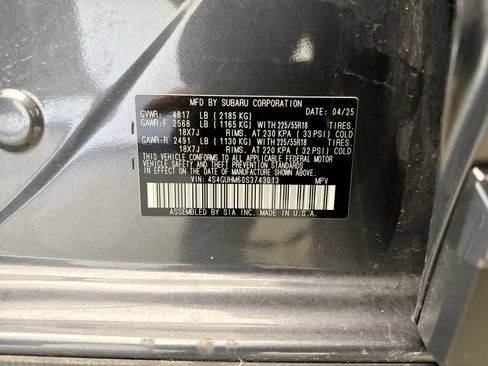 MFD BY SUBARU CORPORATION DATE: 04/25
GVWR: 4817 LB (2185 KG)
GAWR:F 2568 LB (1165 KG) WITH 225/55R18 TIRES.
18X7J RIMS. AT 230 KPA (33 PSI) COLD
GAWR:R 2491 LB (1130 KG) WITH 225/55R18 TIRES.
18X7J RIMS. AT 220 KPA (32 PSI) COLD
THIS VEHICLE CONFORMS TO ALL APPLICABLE FEDERAL MOTOR
VEHICLE SAFETY AND THEFT PREVENTION STANDARDS IN
EFFECT ON THE DATE OF MANUFACTURE SHOWN ABOVE.
VIN: 4S4GUHM60S3743013 MPV
ASSEMBLED BY SIA INC. MADE IN U.S.A.